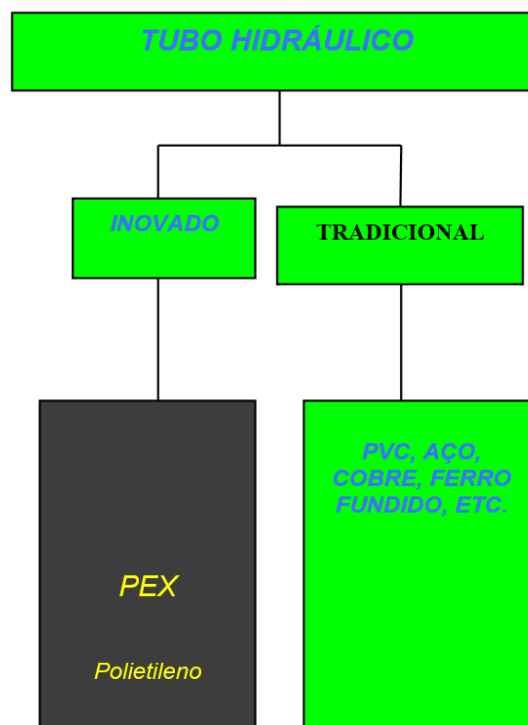 TUBO HIDRÁULICO
INOVADO
TRADICIONAL
PVC, AÇO,
COBRE, FERRO
FUNDIDO, ETC.
PEX
Polietileno